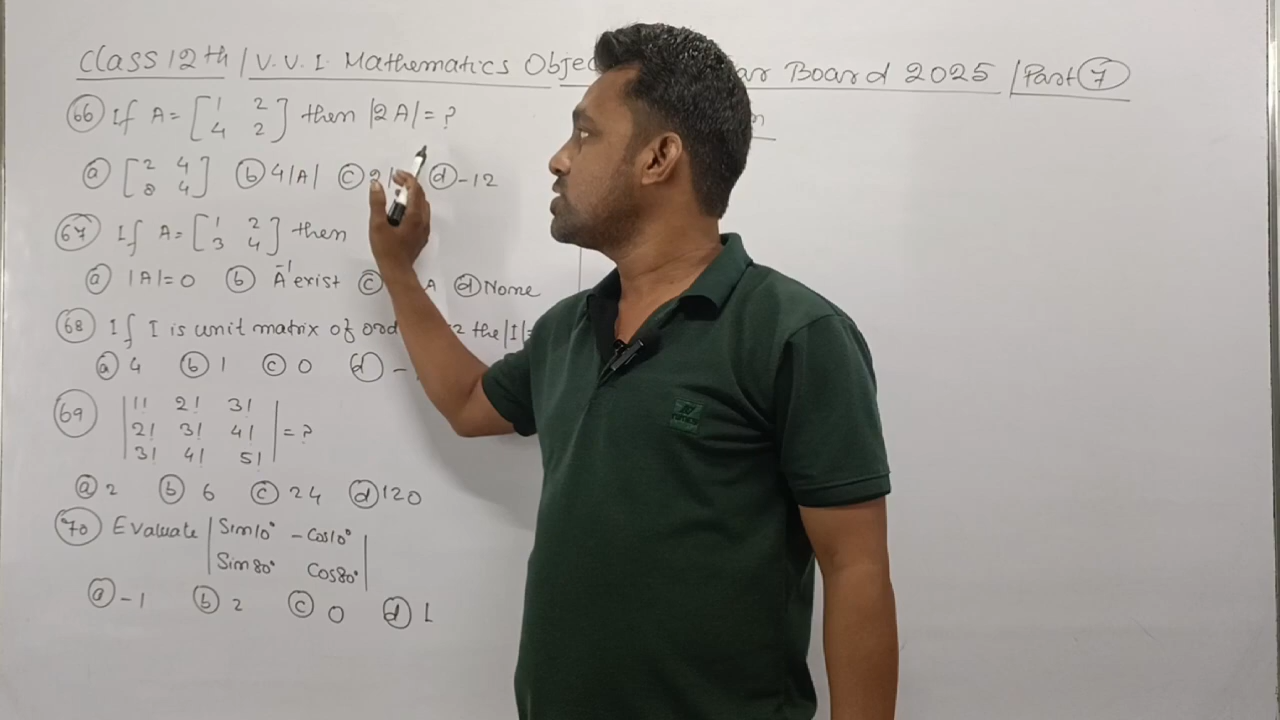 Class 12th / V.V.I. Mathematics Obje ar Board 2025 / Part 7
66 If A = [ 1 2 4 2 ] then |2A| = ?
a [ 2 4 8 4 ] b 4|A| c 2| d -12
67 If A = [ 1 2 3 4 ] then
a |A| = 0 b A⁻¹ exist c A d None
68 If I is unit matrix of ord 2 the |I| =
a 4 b 1 c 0 d -
69 | 1! 2! 3!
2! 3! 4! | = ?
3! 4! 5! |
a 2 b 6 c 24 d 120
70 Evaluate | Sin10° - Cos10°
Sin80° Cos80° |
a -1 b 2 c 0 d 1